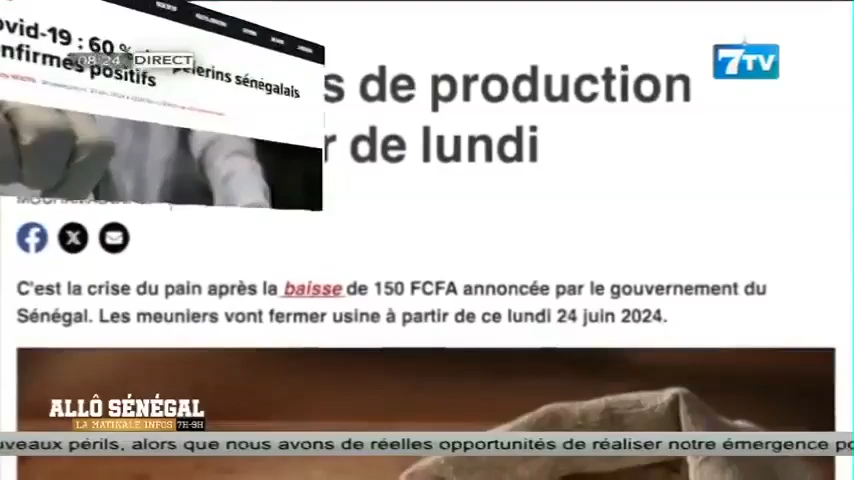 ovid-19 : 60 %
nfirmés positifs
pèlerins sénégalais
08:24 DIRECT
7TV
s de production
r de lundi
C'est la crise du pain après la baisse de 150 FCFA annoncée par le gouvernement du
Sénégal. Les meuniers vont fermer usine à partir de ce lundi 24 juin 2024.
ALLÔ SÉNÉGAL
LA MATINALE INFOS 7H-9H
uveaux périls, alors que nous avons de réelles opportunités de réaliser notre émergence po